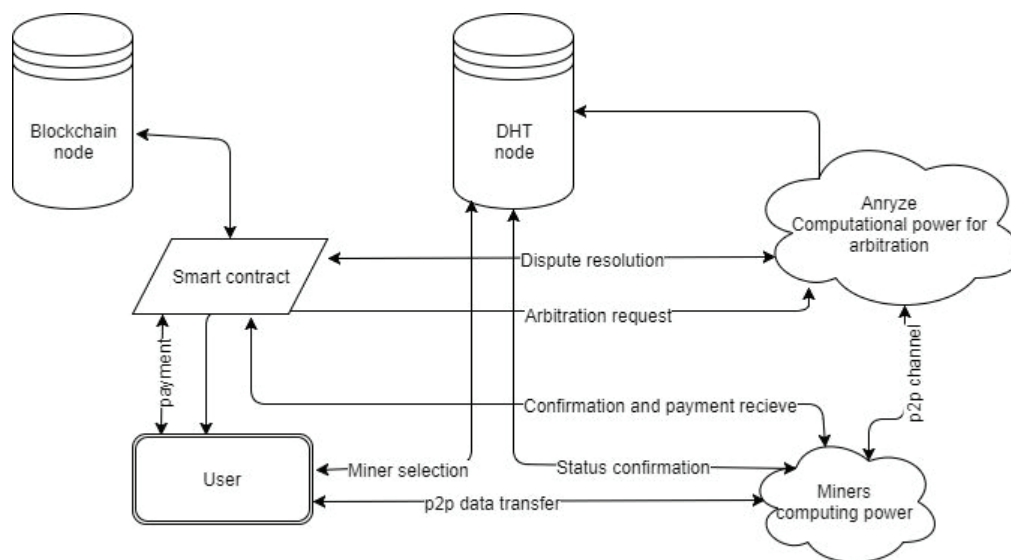 Blockchain
node
DHT
node
Anryze
Computational power for
arbitration
Smart contract
Dispute resolution
Arbitration request
payment
p2p channel
Confirmation and payment recieve
User
Miner selection
Status confirmation
p2p data transfer
Miners
computing power